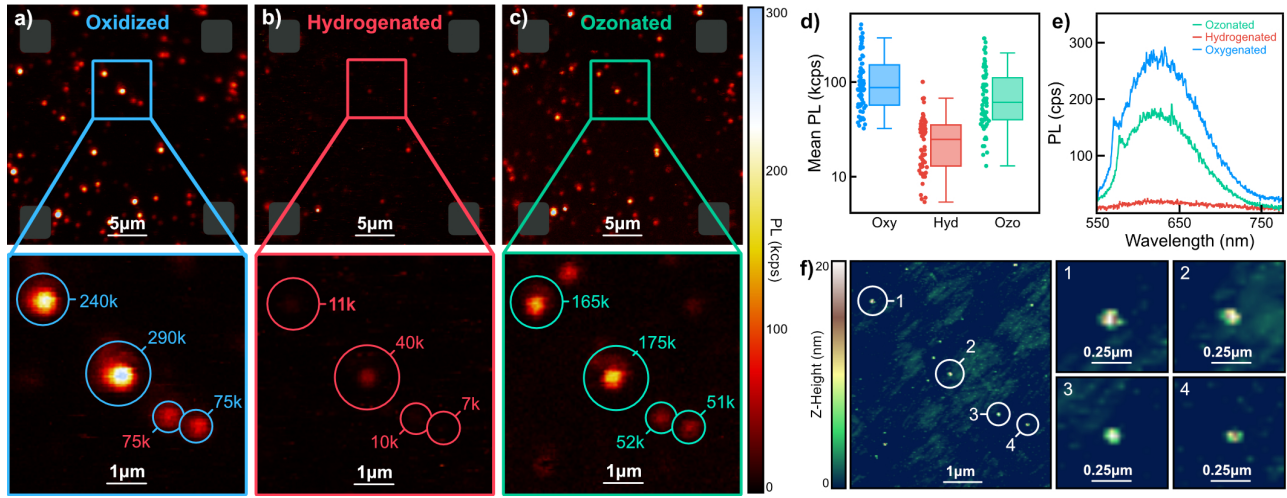 a) Oxidized
5μm
240k
290k
75k
75k
1μm
b) Hydrogenated
5μm
11k
40k
7k
10k
1μm
c) Ozonated
5μm
165k
175k
51k
52k
1μm
300
200
100
0
PL (kcps)
d)
Mean PL (kcps)
100
10
Oxy Hyd Ozo
e)
Ozonated
Hydrogenated
Oxygenated
PL (cps)
300
200
100
550 650 750
Wavelength (nm)
f)
20
0
Z-Height (nm)
1
2
3
4
1μm
1
0.25μm
2
0.25μm
3
0.25μm
4
0.25μm